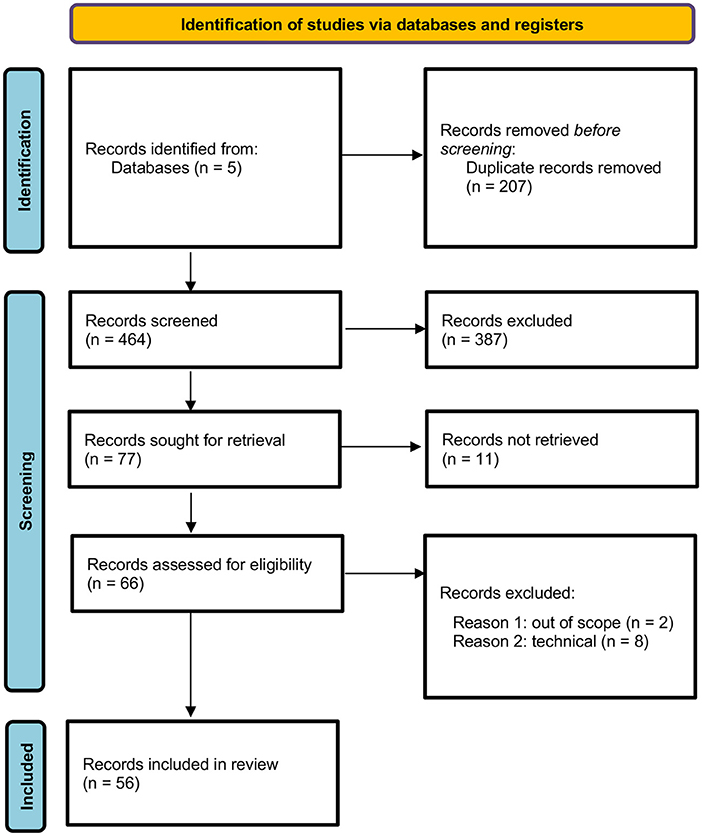 Identification of studies via databases and registers
Identification
Records identified from:
Databases (n = 5)
Records removed before
screening:
Duplicate records removed
(n = 207)
Screening
Records screened
(n = 464)
Records excluded
(n = 387)
Records sought for retrieval
(n = 77)
Records not retrieved
(n = 11)
Records assessed for eligibility
(n = 66)
Records excluded:
Reason 1: out of scope (n = 2)
Reason 2: technical (n = 8)
Included
Records included in review
(n = 56)